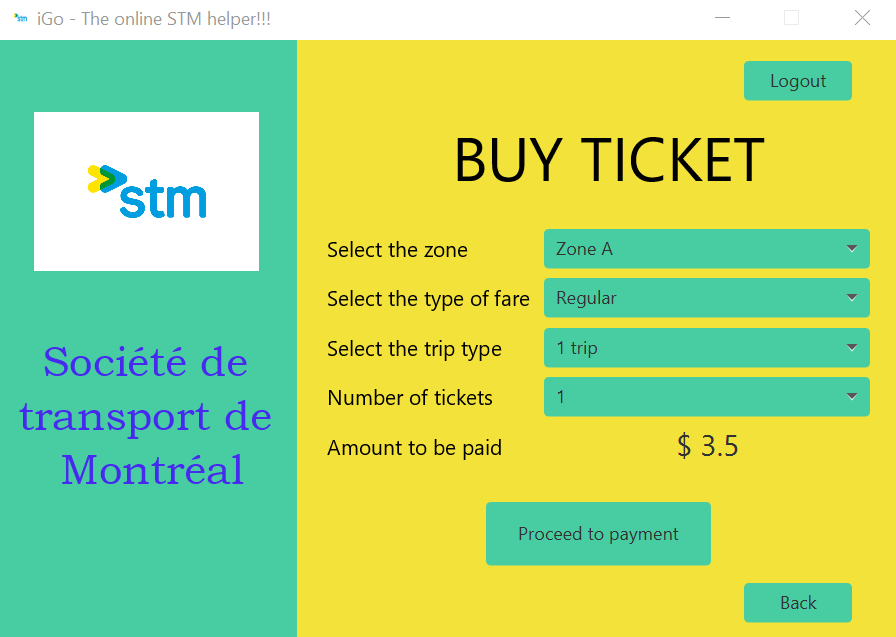 stm iGo - The online STM helper!!!
Logout
stm
BUY TICKET
Select the zone Zone A
Select the type of fare Regular
Société de
transport de
Montréal
Select the trip type 1 trip
Number of tickets 1
Amount to be paid $ 3.5
Proceed to payment
Back